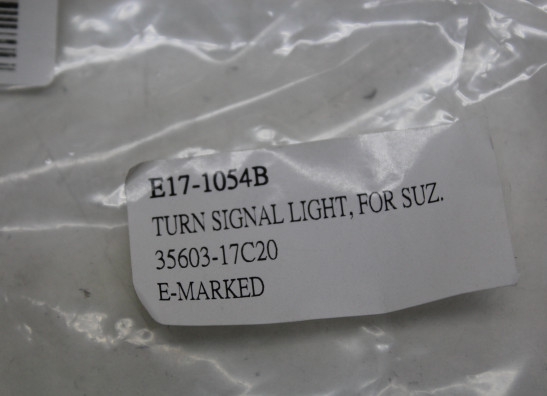 E17-1054B
TURN SIGNAL LIGHT, FOR SUZ.
35603-17C20
E-MARKED